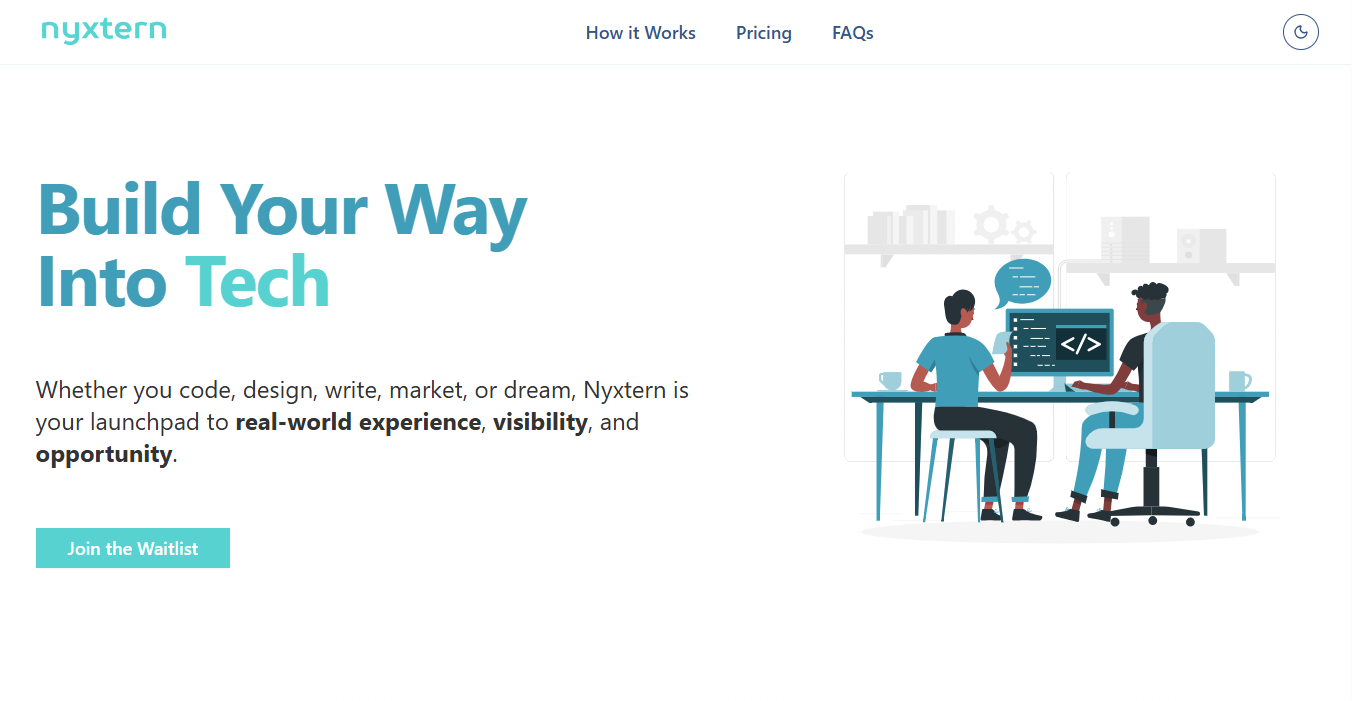 nyxtern
How it Works
Pricing
FAQs
Build Your Way
Into Tech
Whether you code, design, write, market, or dream, Nyxtern is
your launchpad to real-world experience, visibility, and
opportunity.
Join the Waitlist
</>